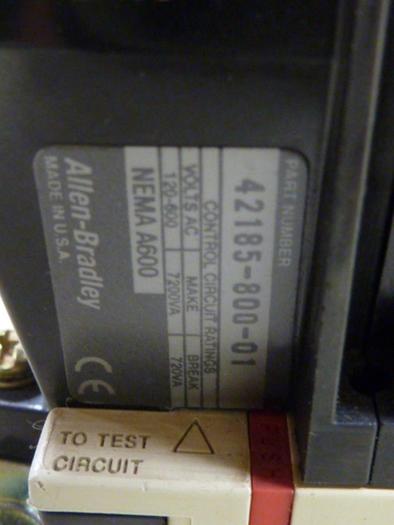 PART NUMBER
42185-800-01
CONTROL CIRCUIT RATINGS
VOLTS AC MAKE BREAK
120-600 7200VA 720VA
NEMA A600
Allen-Bradley
MADE IN U.S.A.
CE
TO TEST
CIRCUIT
PUSH